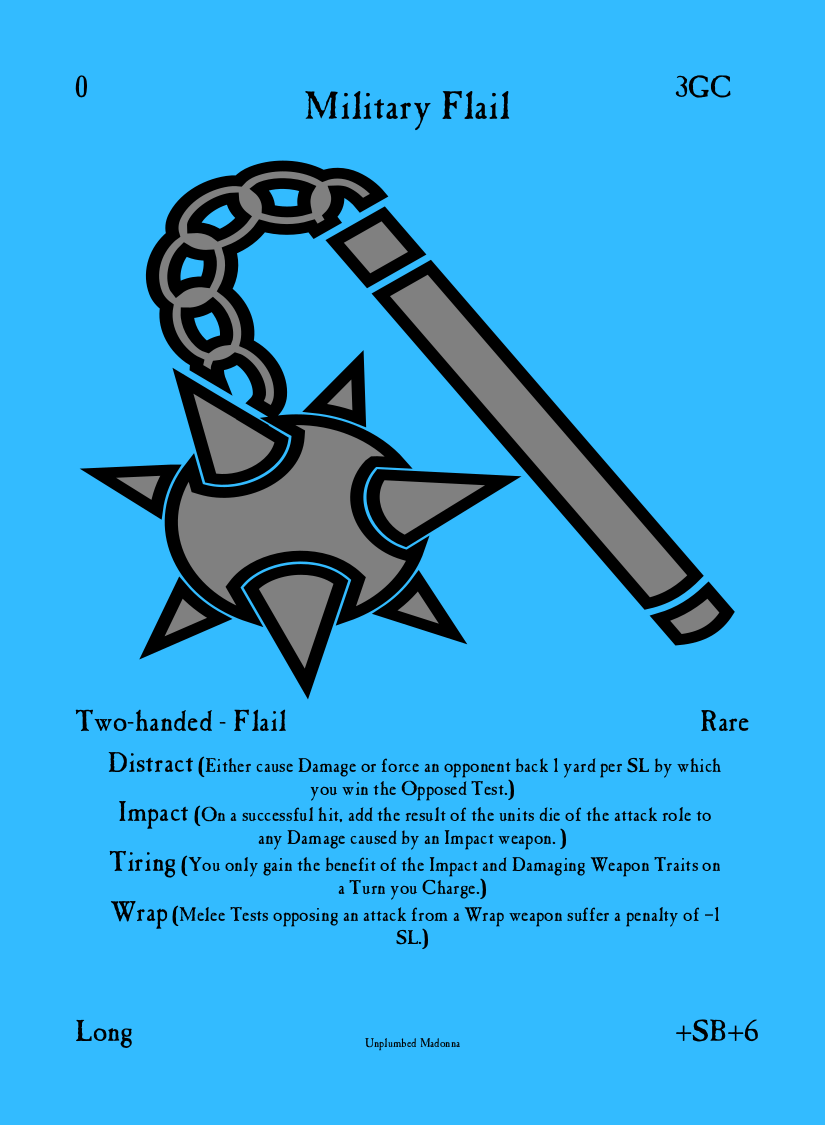 0
3GC
Military Flail
Two-handed - Flail
Rare
Distract (Either cause Damage or force an opponent back 1 yard per SL by which
you win the Opposed Test.)
Impact (On a successful hit, add the result of the units die of the attack role to
any Damage caused by an Impact weapon. )
Tiring (You only gain the benefit of the Impact and Damaging Weapon Traits on
a Turn you Charge.)
Wrap (Melee Tests opposing an attack from a Wrap weapon suffer a penalty of –1
SL.)
Long
Unplumbed Madonna
+SB+6